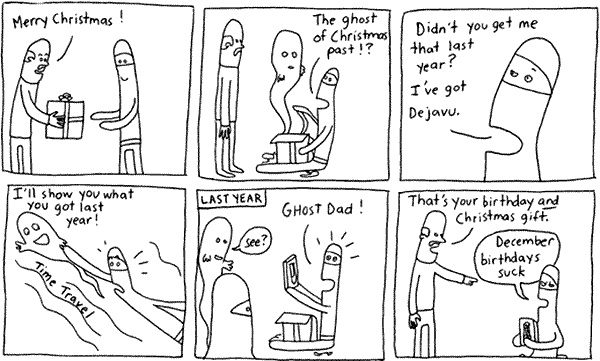 Merry Christmas!
The ghost
of Christmas
past!?
Didn't you get me
that last
year?
I've got
Dejavu.
I'll show you what
you got last
year!
Time Travel
LAST YEAR
see?
GHOST Dad!
That's your birthday and
Christmas gift.
December
birthdays
suck